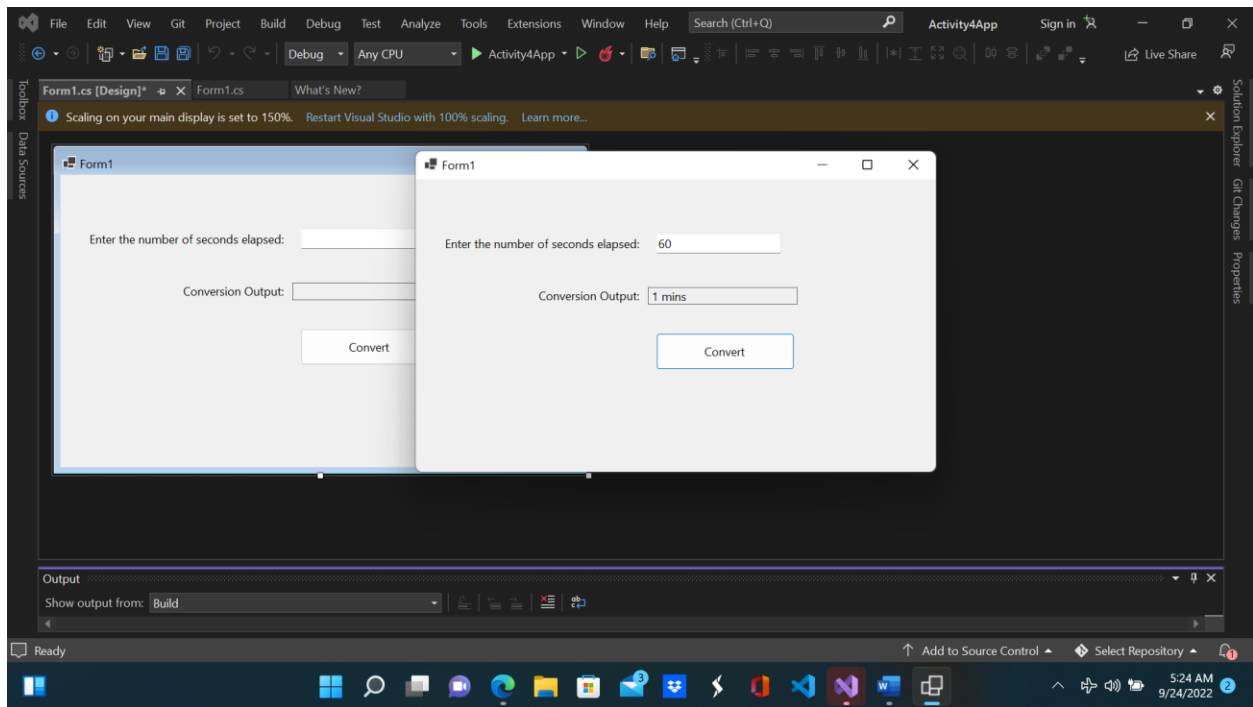 File Edit View Git Project Build Debug Test Analyze Tools Extensions Window Help Search (Ctrl+Q) Activity4App Sign in
Debug Any CPU Activity4App Live Share
Toolbox
Data Sources
Form1.cs [Design]* Form1.cs What's New?
Scaling on your main display is set to 150%. Restart Visual Studio with 100% scaling. Learn more...
Form1
Enter the number of seconds elapsed:
Conversion Output:
Convert
Form1
Enter the number of seconds elapsed: 60
Conversion Output: 1 mins
Convert
Solution Explorer
Git Changes
Properties
Output
Show output from: Build
Ready Add to Source Control Select Repository 1
3
5:24 AM
9/24/2022 2